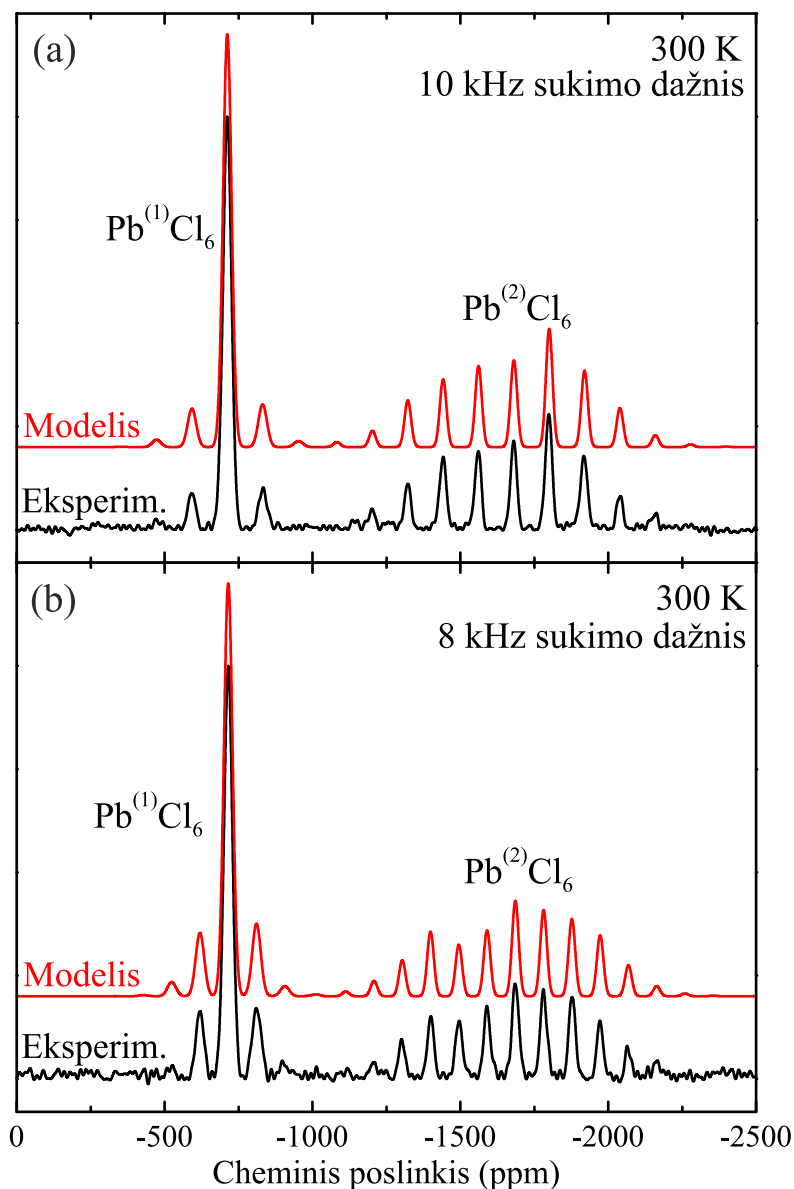 (a)
300 K
10 kHz sukimo dažnis
Pb⁽¹⁾Cl₆
Pb⁽²⁾Cl₆
Modelis
Eksperim.
(b)
300 K
8 kHz sukimo dažnis
Pb⁽¹⁾Cl₆
Pb⁽²⁾Cl₆
Modelis
Eksperim.
0 -500 -1000 -1500 -2000 -2500
Cheminis poslinkis (ppm)